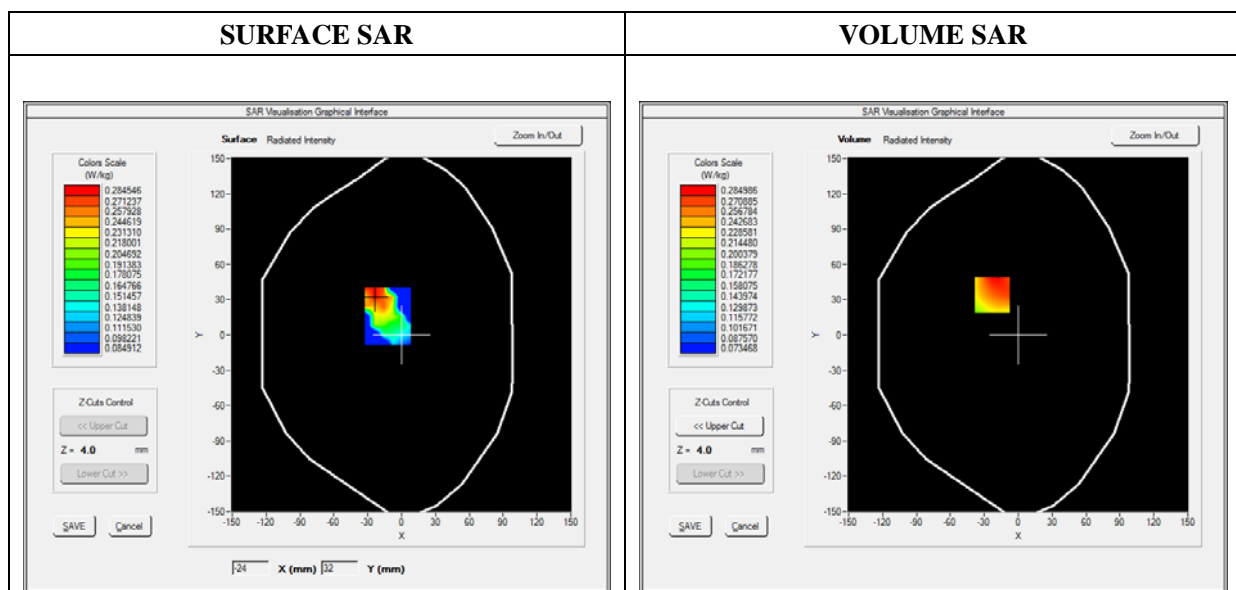 SURFACE SAR
SAR Visualisation Graphical Interface
Surface Radiated Intensity
Zoom In/Out
Colors Scale
(W/kg)
0.284546
0.271237
0.257928
0.244619
0.231310
0.218001
0.204692
0.191383
0.178075
0.164766
0.151457
0.138148
0.124839
0.111530
0.098221
0.084912
Z-Cuts Control
<< Upper Cut
Z = 4.0 mm
Lower Cut >>
SAVE Cancel
150
120
90
60
30
0
-30
-60
-90
-120
-150
Y
-150 -120 -90 -60 -30 0 30 60 90 120 150
X
-24 X (mm) 32 Y (mm)
VOLUME SAR
SAR Visualisation Graphical Interface
Volume Radiated Intensity
Zoom In/Out
Colors Scale
(W/kg)
0.284986
0.270885
0.256784
0.242683
0.228581
0.214480
0.200379
0.186278
0.172177
0.158075
0.143974
0.129873
0.115772
0.101671
0.087570
0.073468
Z-Cuts Control
<< Upper Cut
Z = 4.0 mm
Lower Cut >>
SAVE Cancel
150
120
90
60
30
0
-30
-60
-90
-120
-150
Y
-150 -120 -90 -60 -30 0 30 60 90 120 150
X